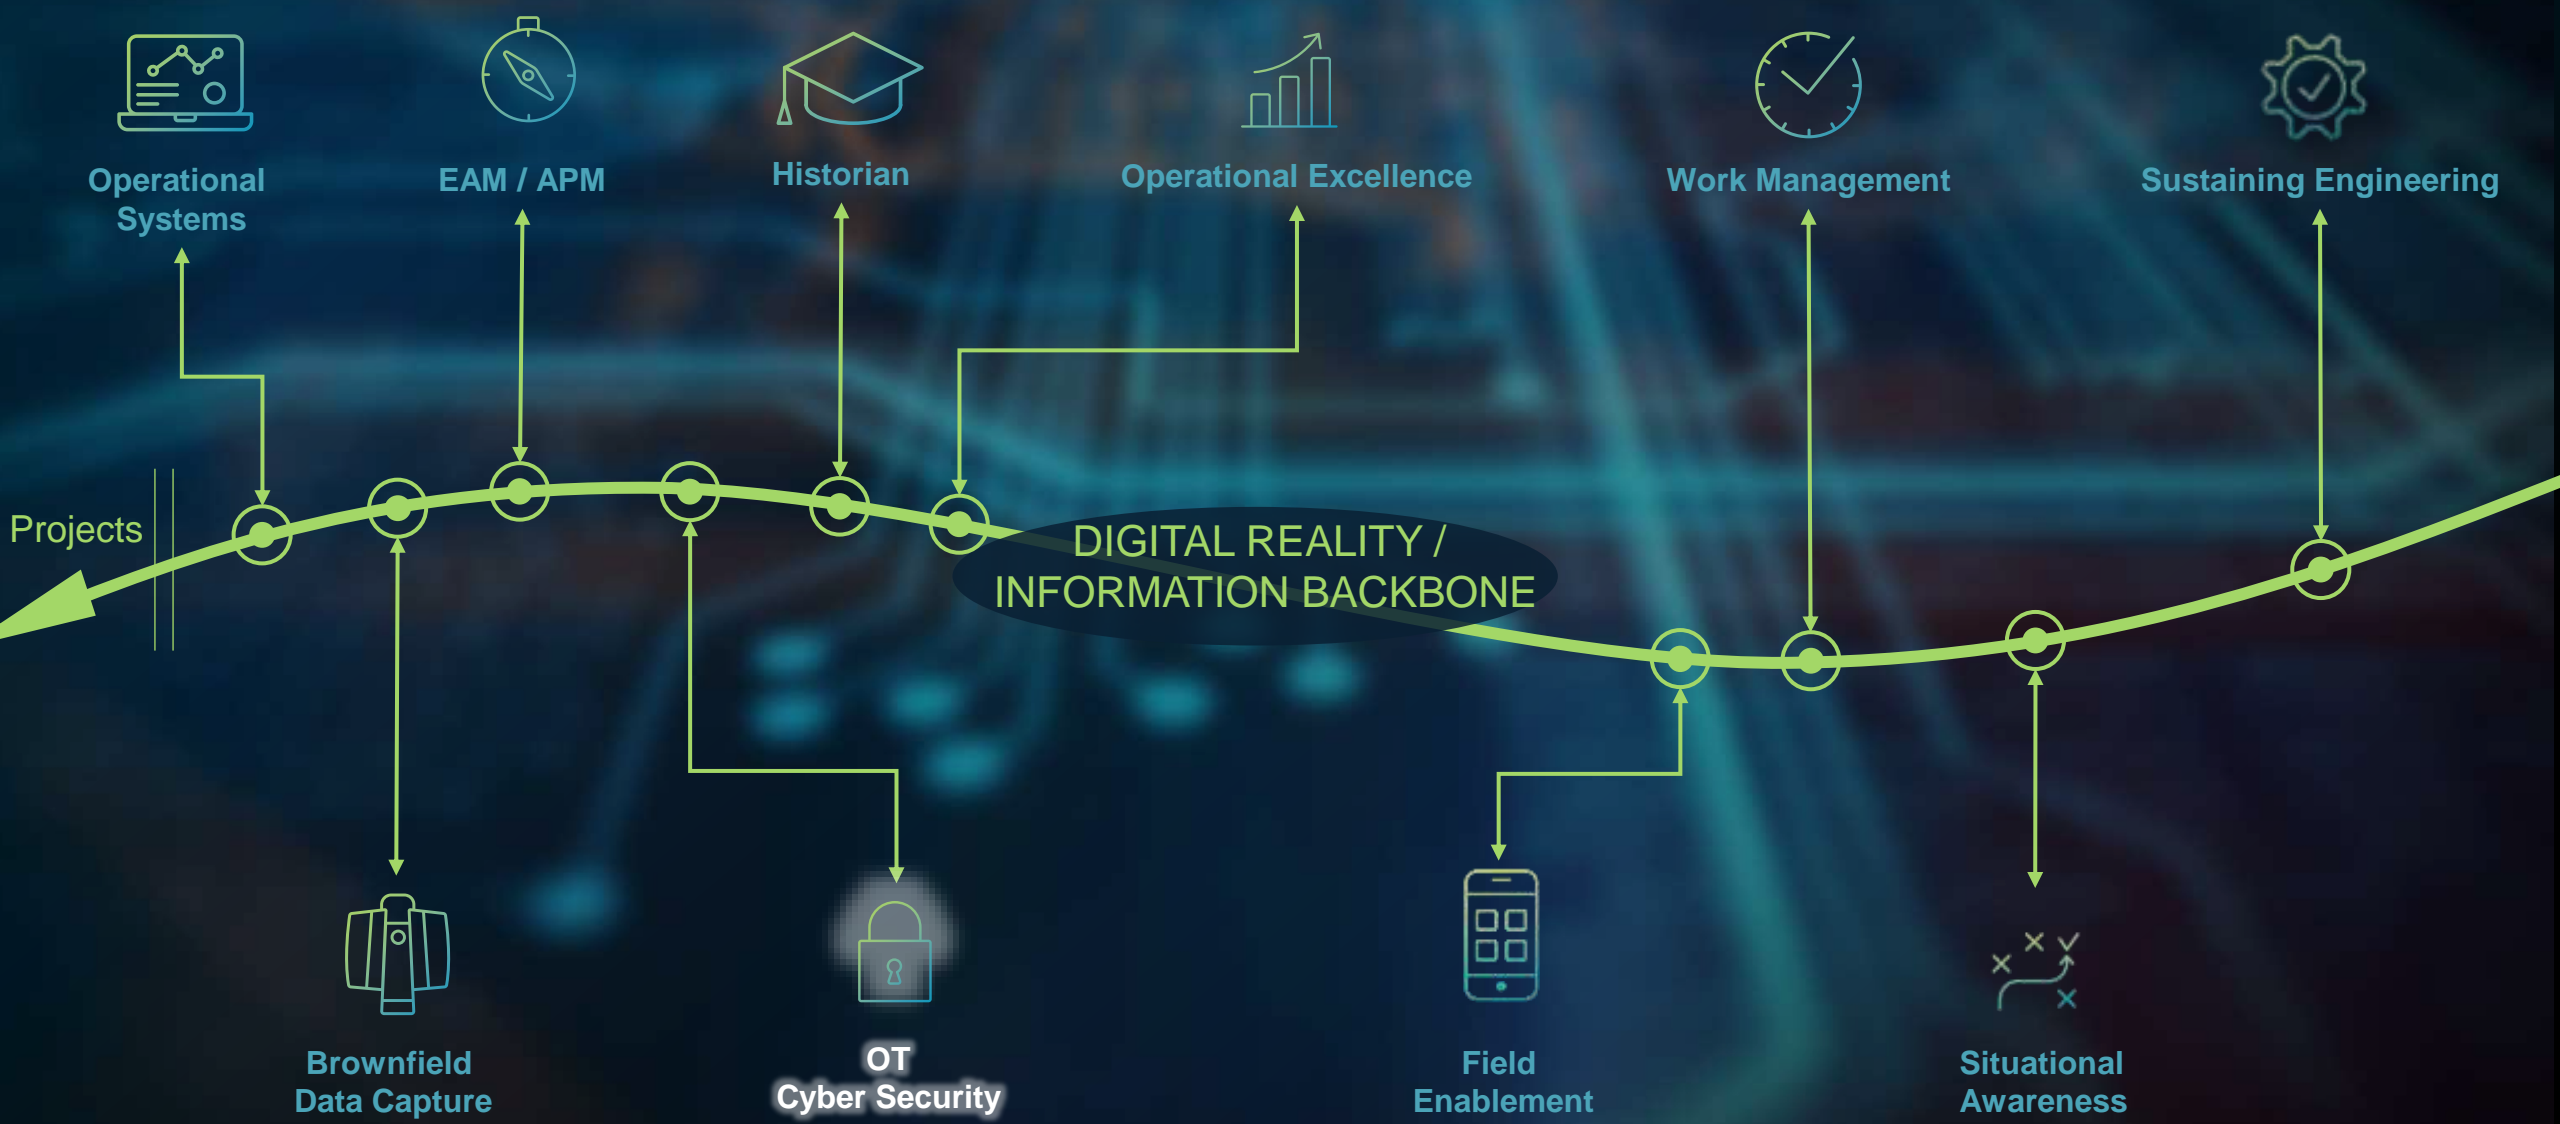 Operational
Systems
EAM / APM
Historian
Operational Excellence
Work Management
Sustaining Engineering
Projects
DIGITAL REALITY /
INFORMATION BACKBONE
Brownfield
Data Capture
OT
Cyber Security
Field
Enablement
Situational
Awareness